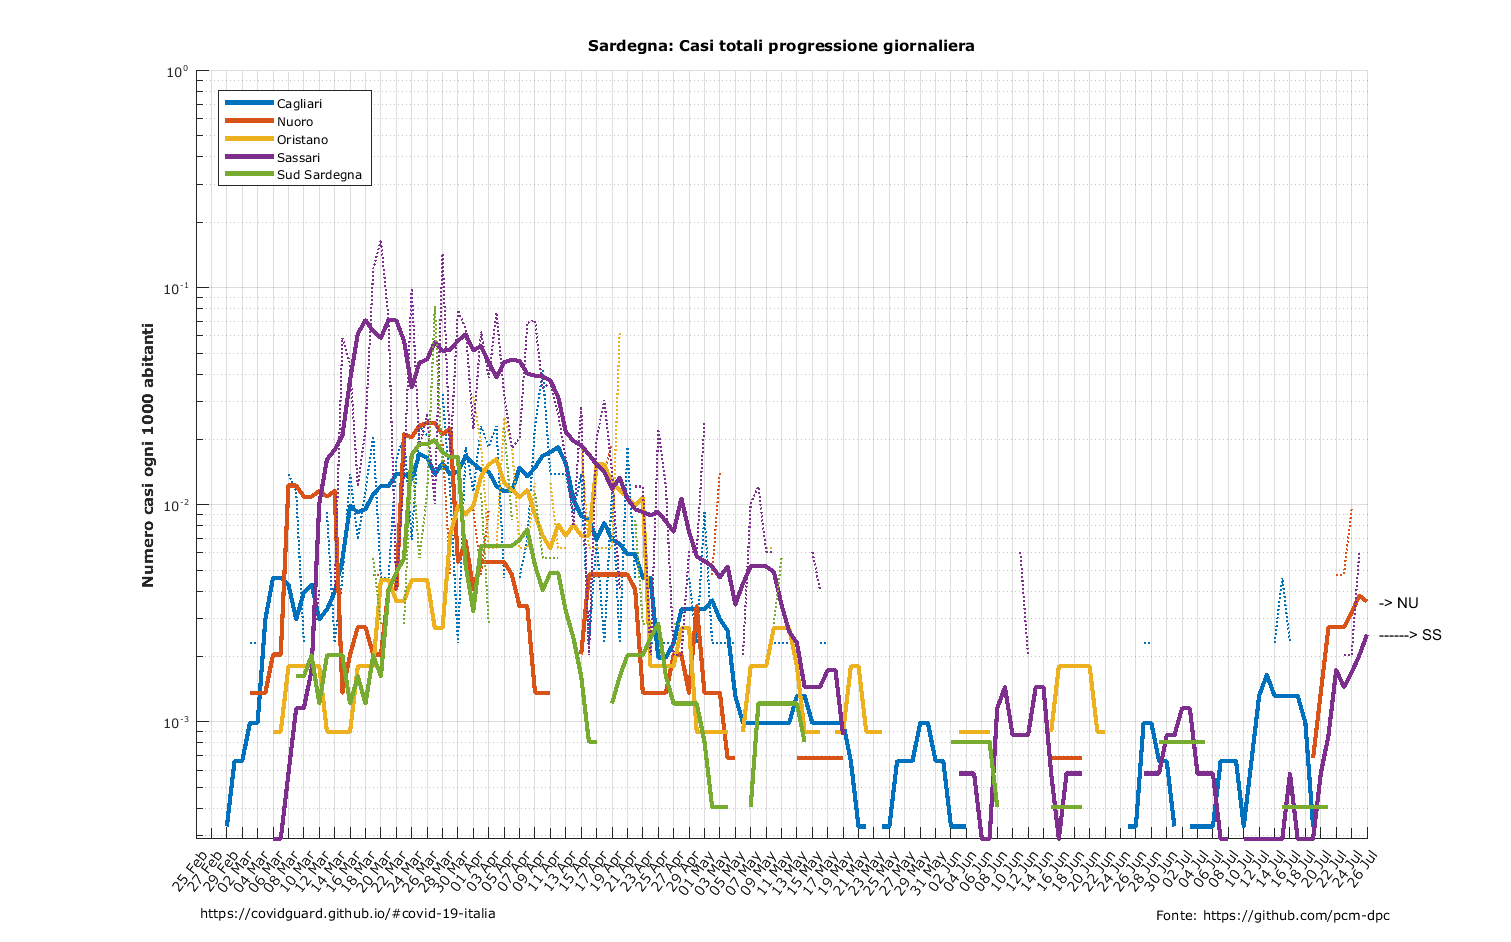 Sardegna: Casi totali progressione giornaliera
Numero casi ogni 1000 abitanti
10⁰
10⁻¹
10⁻²
10⁻³
Cagliari
Nuoro
Oristano
Sassari
Sud Sardegna
-> NU
------> SS
25 Feb
27 Feb
29 Feb
02 Mar
04 Mar
06 Mar
08 Mar
10 Mar
12 Mar
14 Mar
16 Mar
18 Mar
20 Mar
22 Mar
24 Mar
26 Mar
28 Mar
30 Mar
01 Apr
03 Apr
05 Apr
07 Apr
09 Apr
11 Apr
13 Apr
15 Apr
17 Apr
19 Apr
21 Apr
23 Apr
25 Apr
27 Apr
29 Apr
01 May
03 May
05 May
07 May
09 May
11 May
13 May
15 May
17 May
19 May
21 May
23 May
25 May
27 May
29 May
31 May
02 Jun
04 Jun
06 Jun
08 Jun
10 Jun
12 Jun
14 Jun
16 Jun
18 Jun
20 Jun
22 Jun
24 Jun
26 Jun
28 Jun
30 Jun
02 Jul
04 Jul
06 Jul
08 Jul
10 Jul
12 Jul
14 Jul
16 Jul
18 Jul
20 Jul
22 Jul
24 Jul
26 Jul
https://covidguard.github.io/#covid-19-italia
Fonte: https://github.com/pcm-dpc